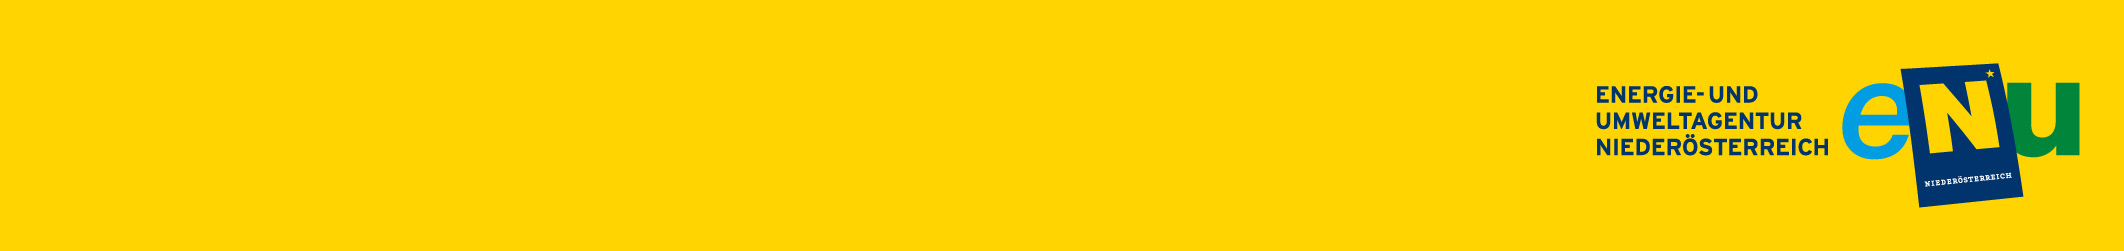 ENERGIE- UND
UMWELTAGENTUR
NIEDERÖSTERREICH
eNu
NIEDERÖSTERREICH